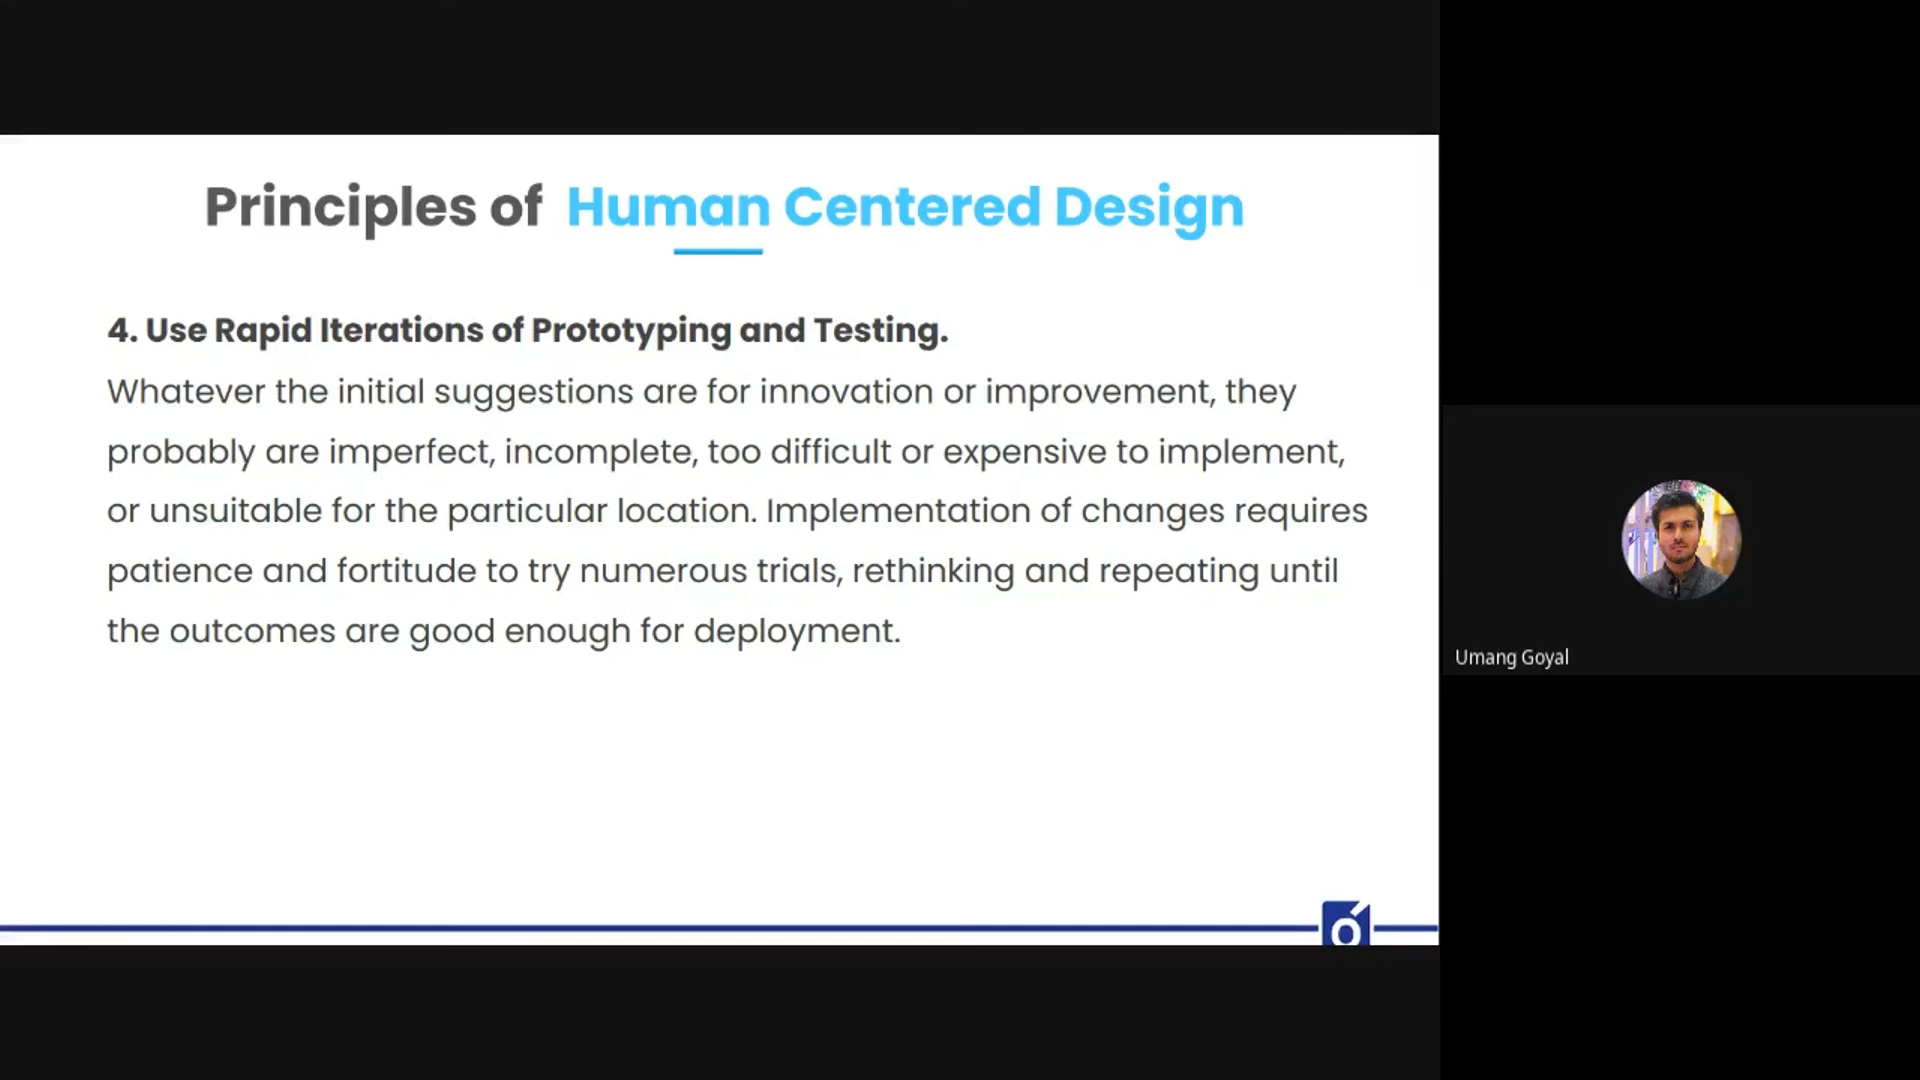 Principles of Human Centered Design
4. Use Rapid Iterations of Prototyping and Testing.
Whatever the initial suggestions are for innovation or improvement, they
probably are imperfect, incomplete, too difficult or expensive to implement,
or unsuitable for the particular location. Implementation of changes requires
patience and fortitude to try numerous trials, rethinking and repeating until
the outcomes are good enough for deployment.
Umang Goyal